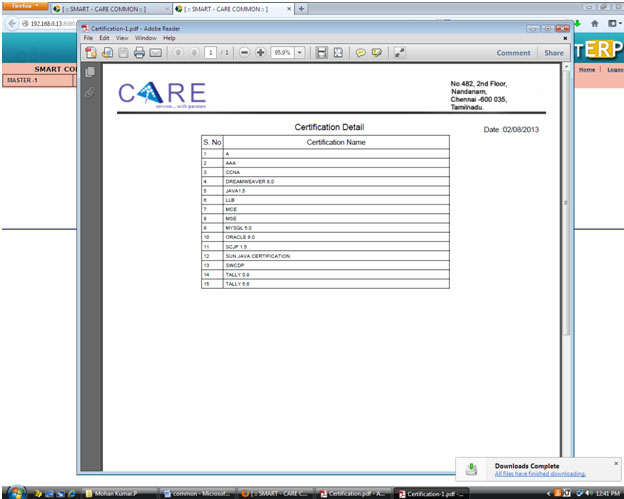 Firefox
[ :: SMART - CARE COMMON :: ]
[ :: SMART - CARE COMMON :: ]
192.168.0.13
TERP
SMART CO
Home | Logou
MASTER -1
Certification-1.pdf - Adobe Reader
File Edit View Window Help
1 / 1
95.9%
Comment Share
CARE
service... with passion
No.482, 2nd Floor,
Nandanam,
Chennai -600 035,
Tamilnadu.
Certification Detail
Date :02/08/2013
S. No Certification Name
1 A
2 AAA
3 CCNA
4 DREAMWEAVER 8.0
5 JAVA1.5
6 LLB
7 MCE
8 MSE
9 MYSQL 5.0
10 ORACLE 9.0
11 SCJP 1.5
12 SUN JAVA CERTIFICATION
13 SWCDP
14 TALLY 0.9
15 TALLY 5.6
Downloads Complete
All files have finished downloading.
Mohan Kumar.P
common - Microsof...
[ :: SMART - CARE C...
Certification.pdf - A...
Certification-1.pdf -...
12:41 PM